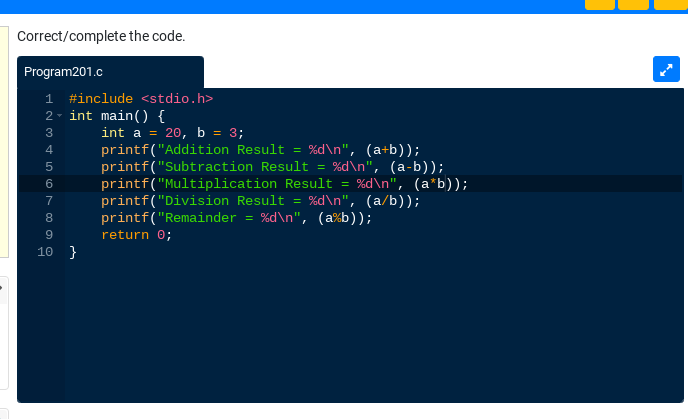 Correct/complete the code.
Program201.c
1 #include <stdio.h>
2 int main() {
3     int a = 20, b = 3;
4     printf("Addition Result = %d\n", (a+b));
5     printf("Subtraction Result = %d\n", (a-b));
6     printf("Multiplication Result = %d\n", (a*b));
7     printf("Division Result = %d\n", (a/b));
8     printf("Remainder = %d\n", (a%b));
9     return 0;
10 }